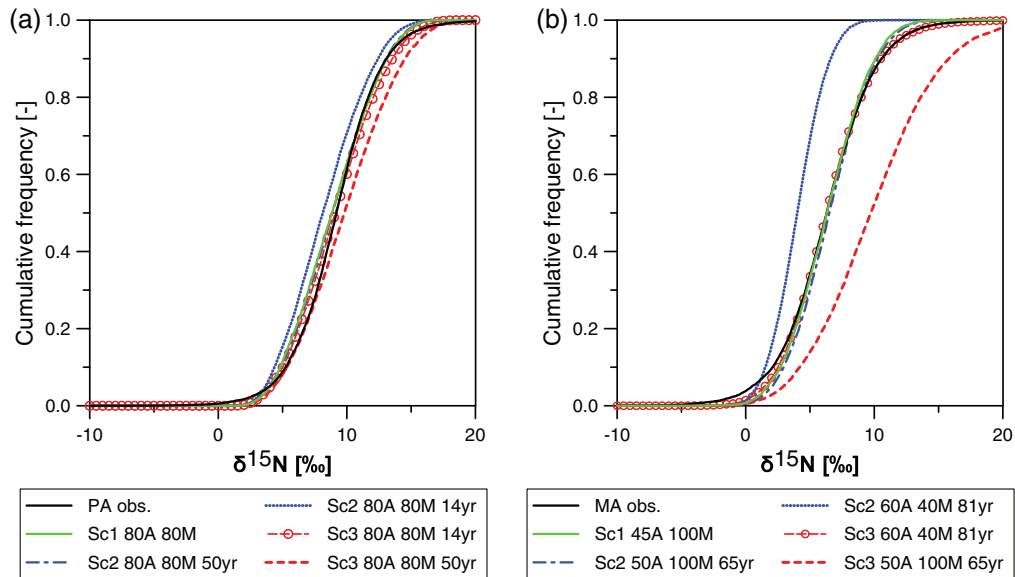 (a)
Cumulative frequency [-]
1.0
0.8
0.6
0.4
0.2
0.0
-10
0
10
20
δ15N [‰]
PA obs.
Sc1 80A 80M
Sc2 80A 80M 50yr
Sc2 80A 80M 14yr
Sc3 80A 80M 14yr
Sc3 80A 80M 50yr
(b)
Cumulative frequency [-]
1.0
0.8
0.6
0.4
0.2
0.0
-10
0
10
20
δ15N [‰]
MA obs.
Sc1 45A 100M
Sc2 50A 100M 65yr
Sc2 60A 40M 81yr
Sc3 60A 40M 81yr
Sc3 50A 100M 65yr